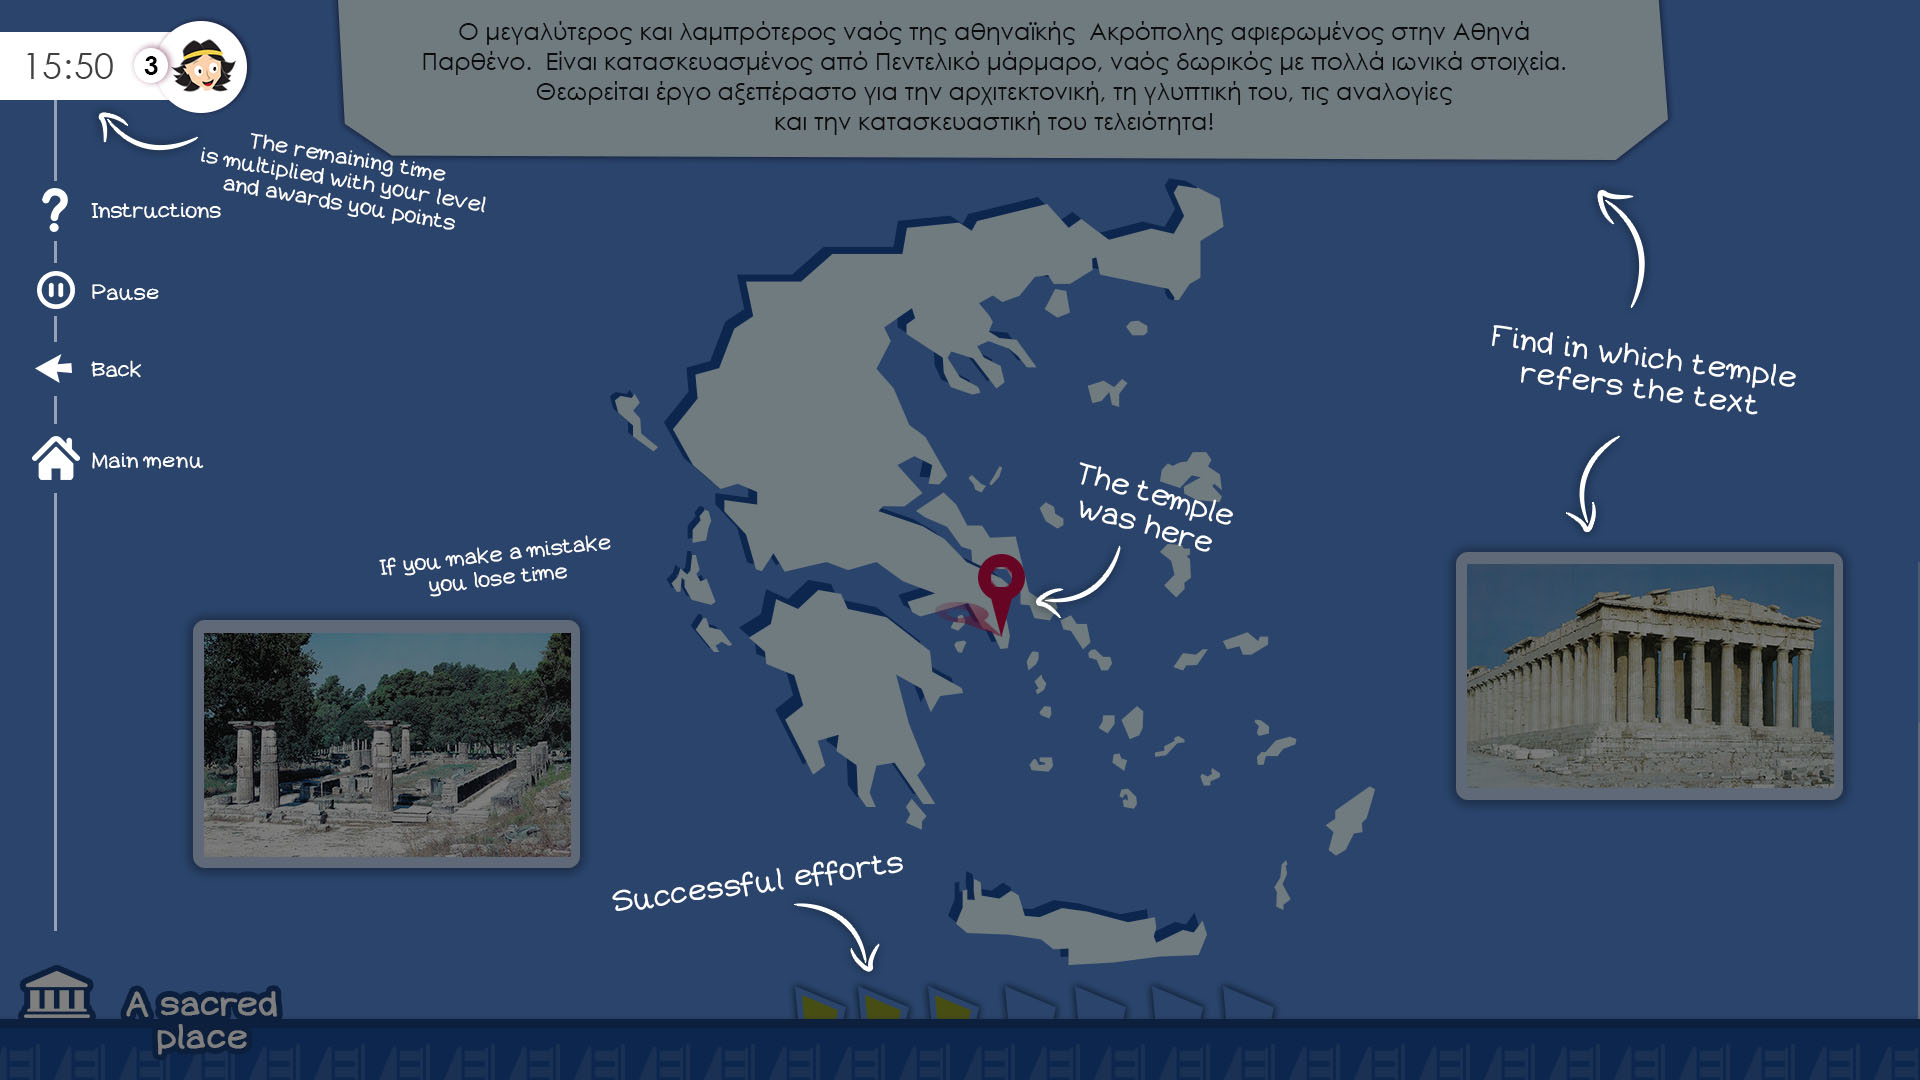 15:50
3
Ο μεγαλύτερος και λαμπρότερος ναός της αθηναϊκής Ακρόπολης αφιερωμένος στην Αθηνά
Παρθένο. Είναι κατασκευασμένος από Πεντελικό μάρμαρο, ναός δωρικός με πολλά ιωνικά στοιχεία.
Θεωρείται έργο αξεπέραστο για την αρχιτεκτονική, τη γλυπτική του, τις αναλογίες
και την κατασκευαστική του τελειότητα!
The remaining time
is multiplied with your level
and awards you points
Instructions
Pause
Back
Main menu
Find in which temple
refers the text
The temple
was here
If you make a mistake
you lose time
Successful efforts
A sacred
place